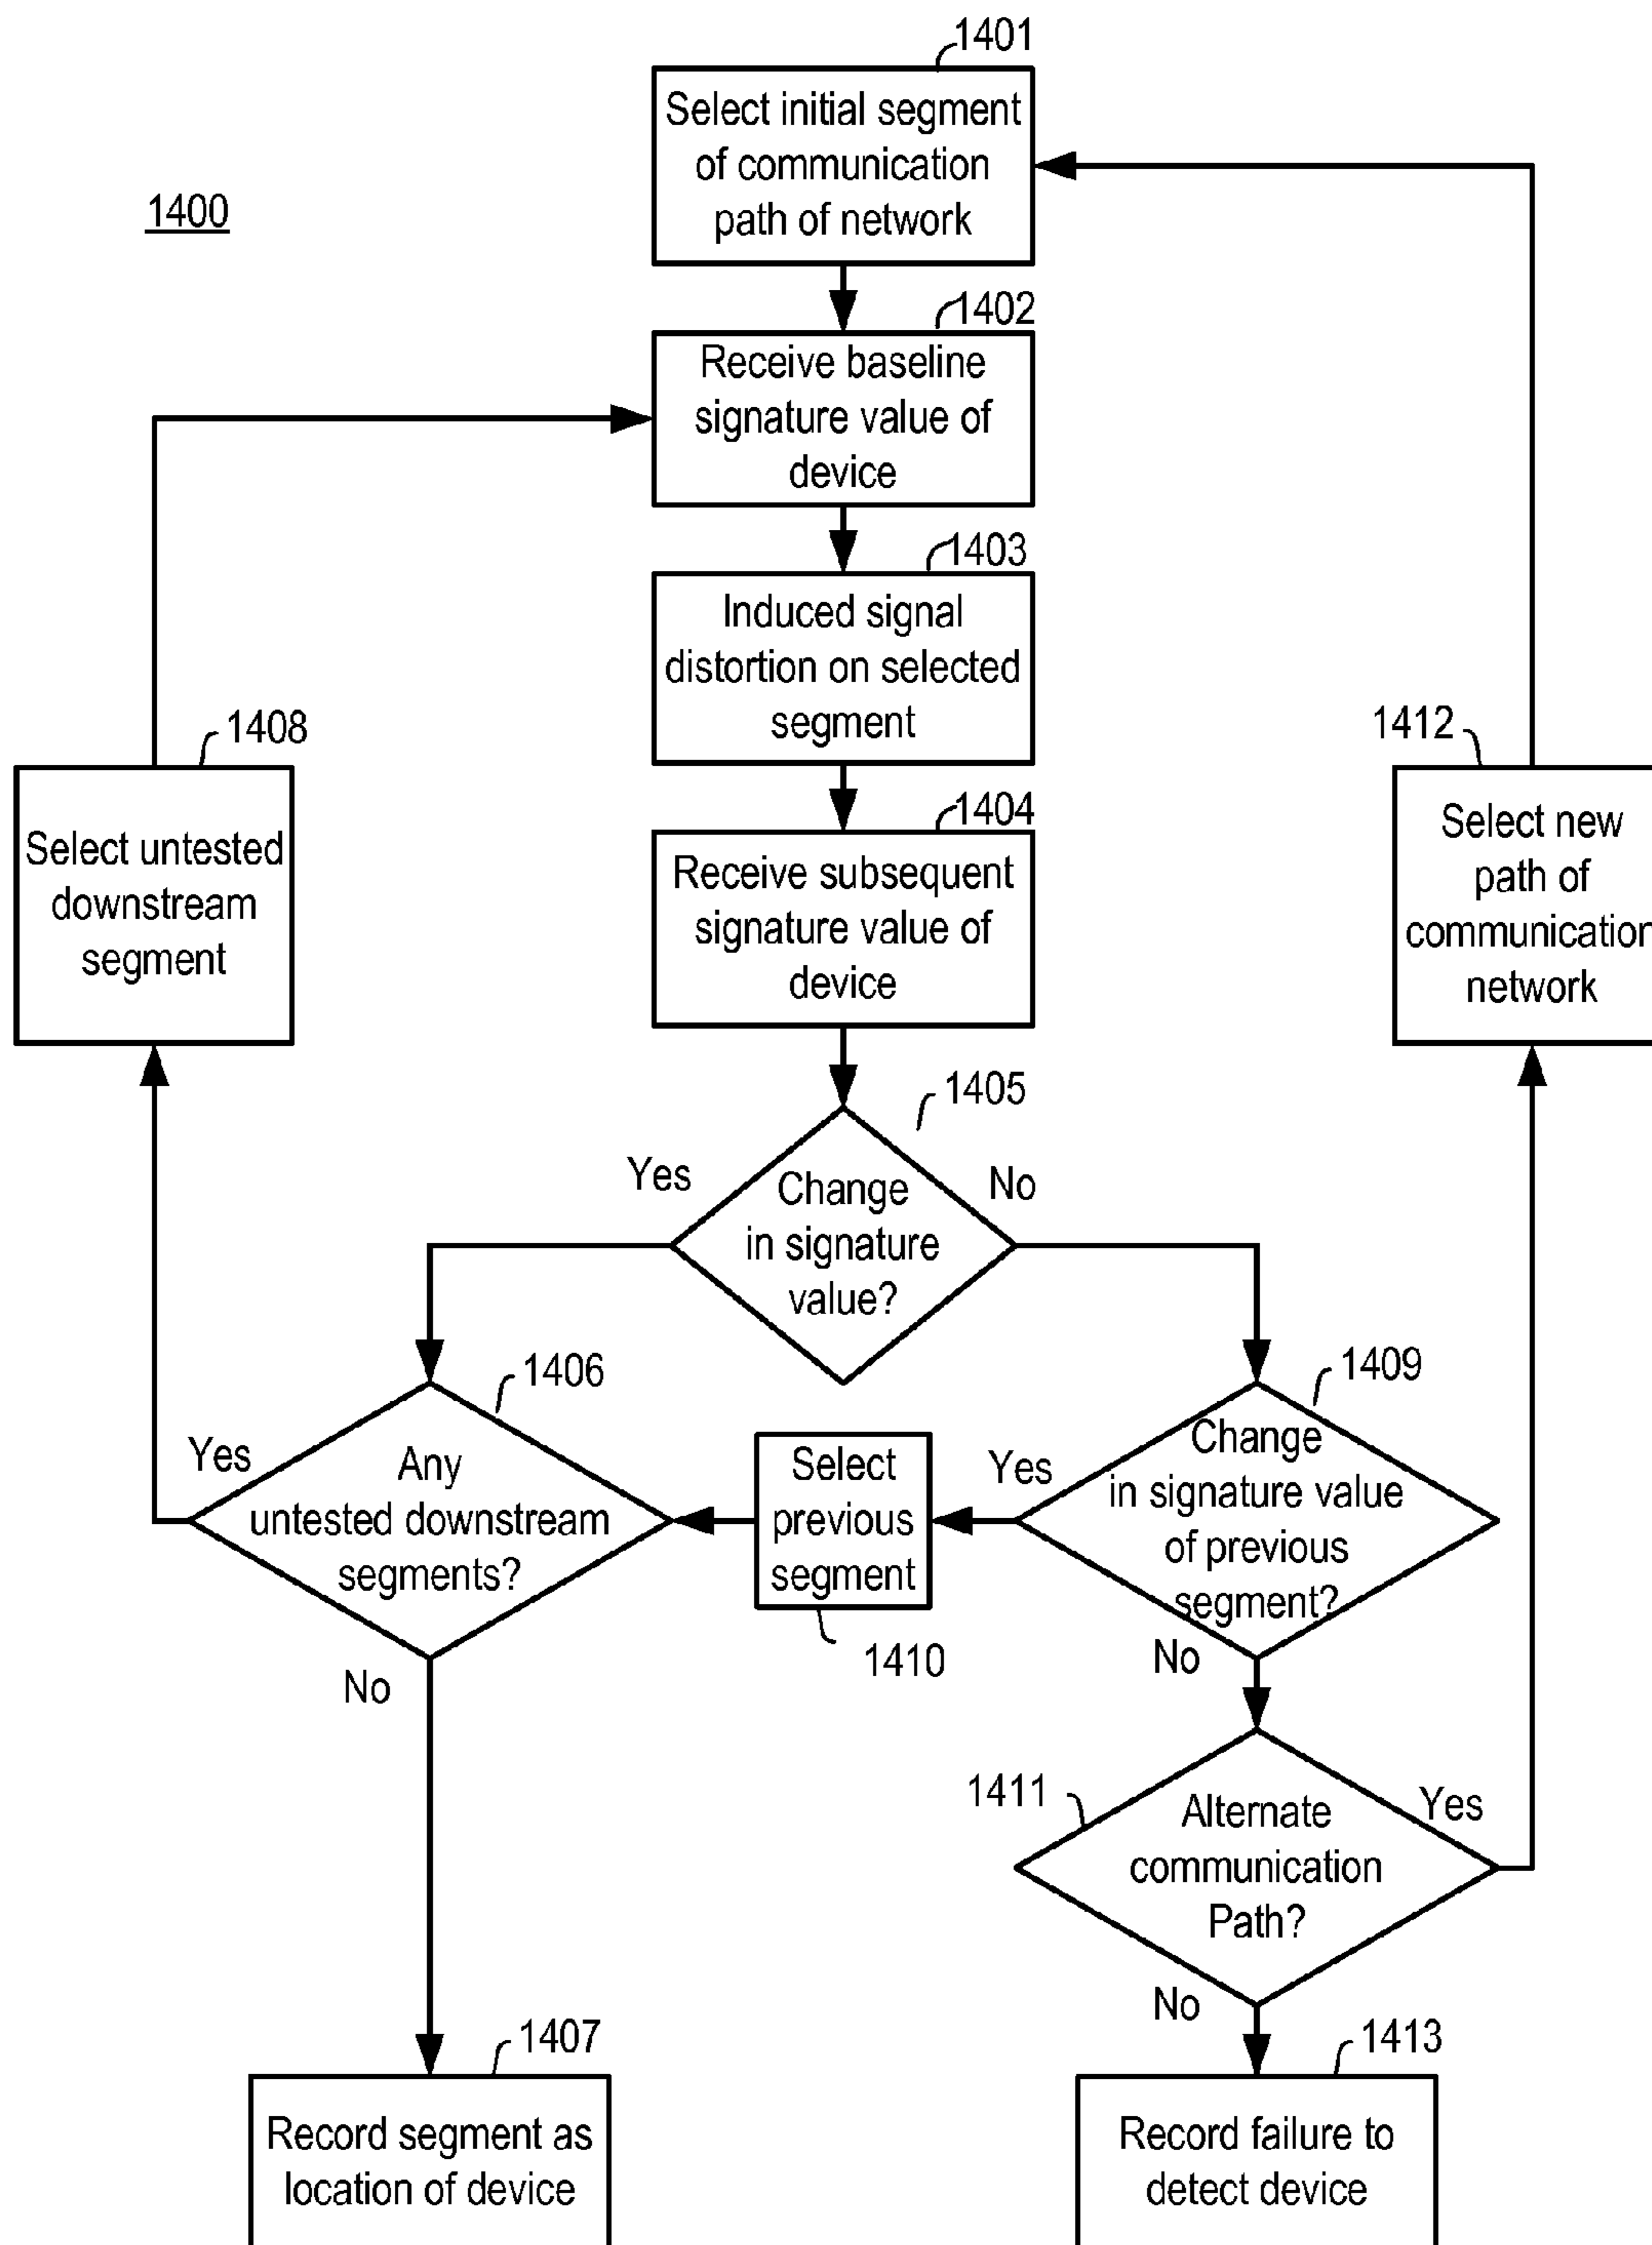 1401
Select initial segment
of communication
path of network
1400
1402
Receive baseline
signature value of
device
1403
Induced signal
distortion on selected
segment
1408
Select untested
downstream
segment
1404
Receive subsequent
signature value of
device
1412
Select new
path of
communication
network
1405
Yes
Change
in signature
value?
No
1406
Yes
Any
untested downstream
segments?
No
Select
previous
segment
1410
1409
Yes
Change
in signature value
of previous
segment?
No
1411
Alternate
communication
Path?
Yes
No
1407
Record segment as
location of device
1413
Record failure to
detect device